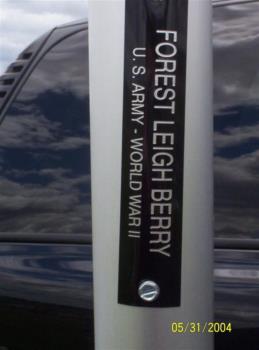 FOREST LEIGH BERRY
U. S. ARMY - WORLD WAR II
05/31/2004